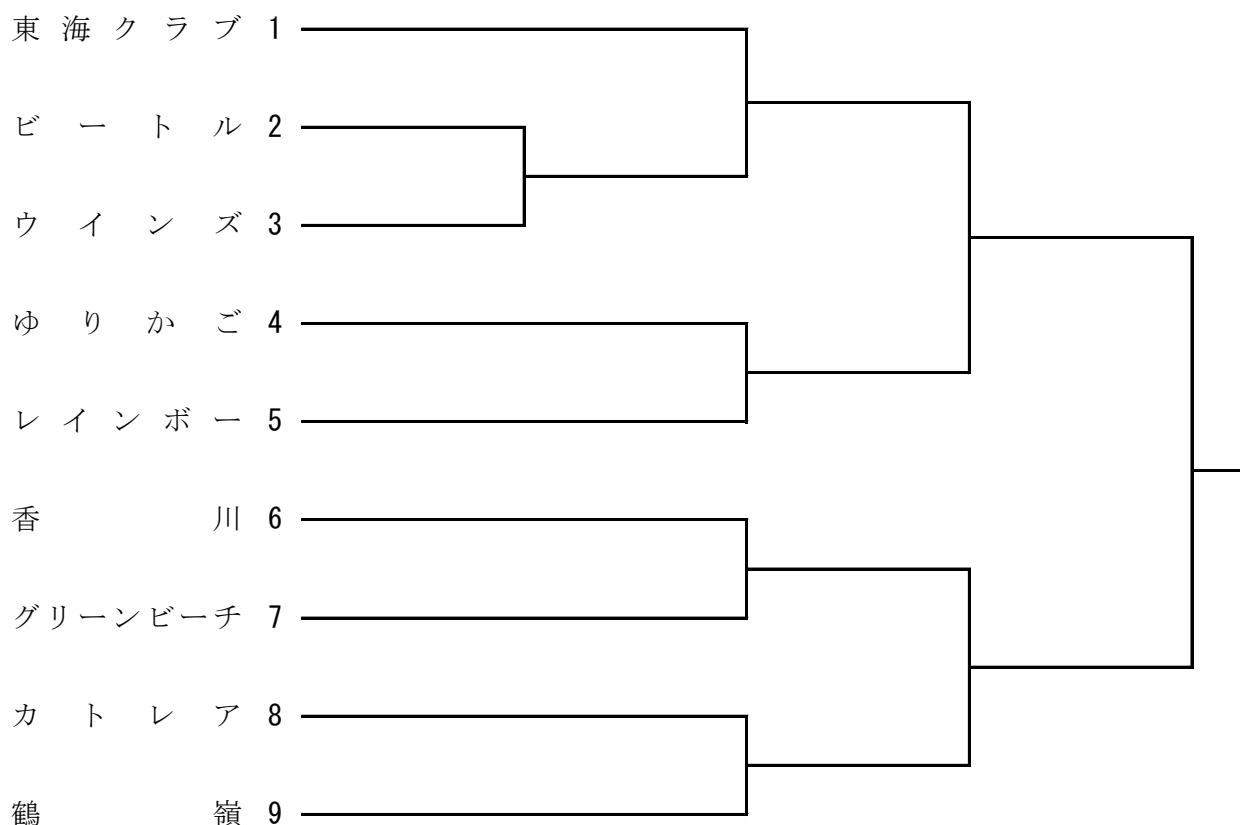 東海クラブ 1
ビートル 2
ウインズ 3
ゆりかご 4
レインボー 5
香川 6
グリーンビーチ 7
カトレア 8
鶴嶺 9